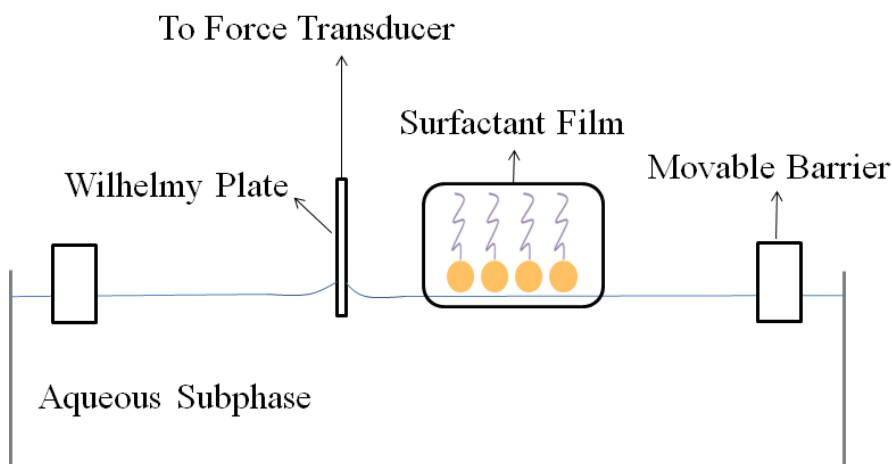 To Force Transducer
Surfactant Film
Movable Barrier
Wilhelmy Plate
Aqueous Subphase